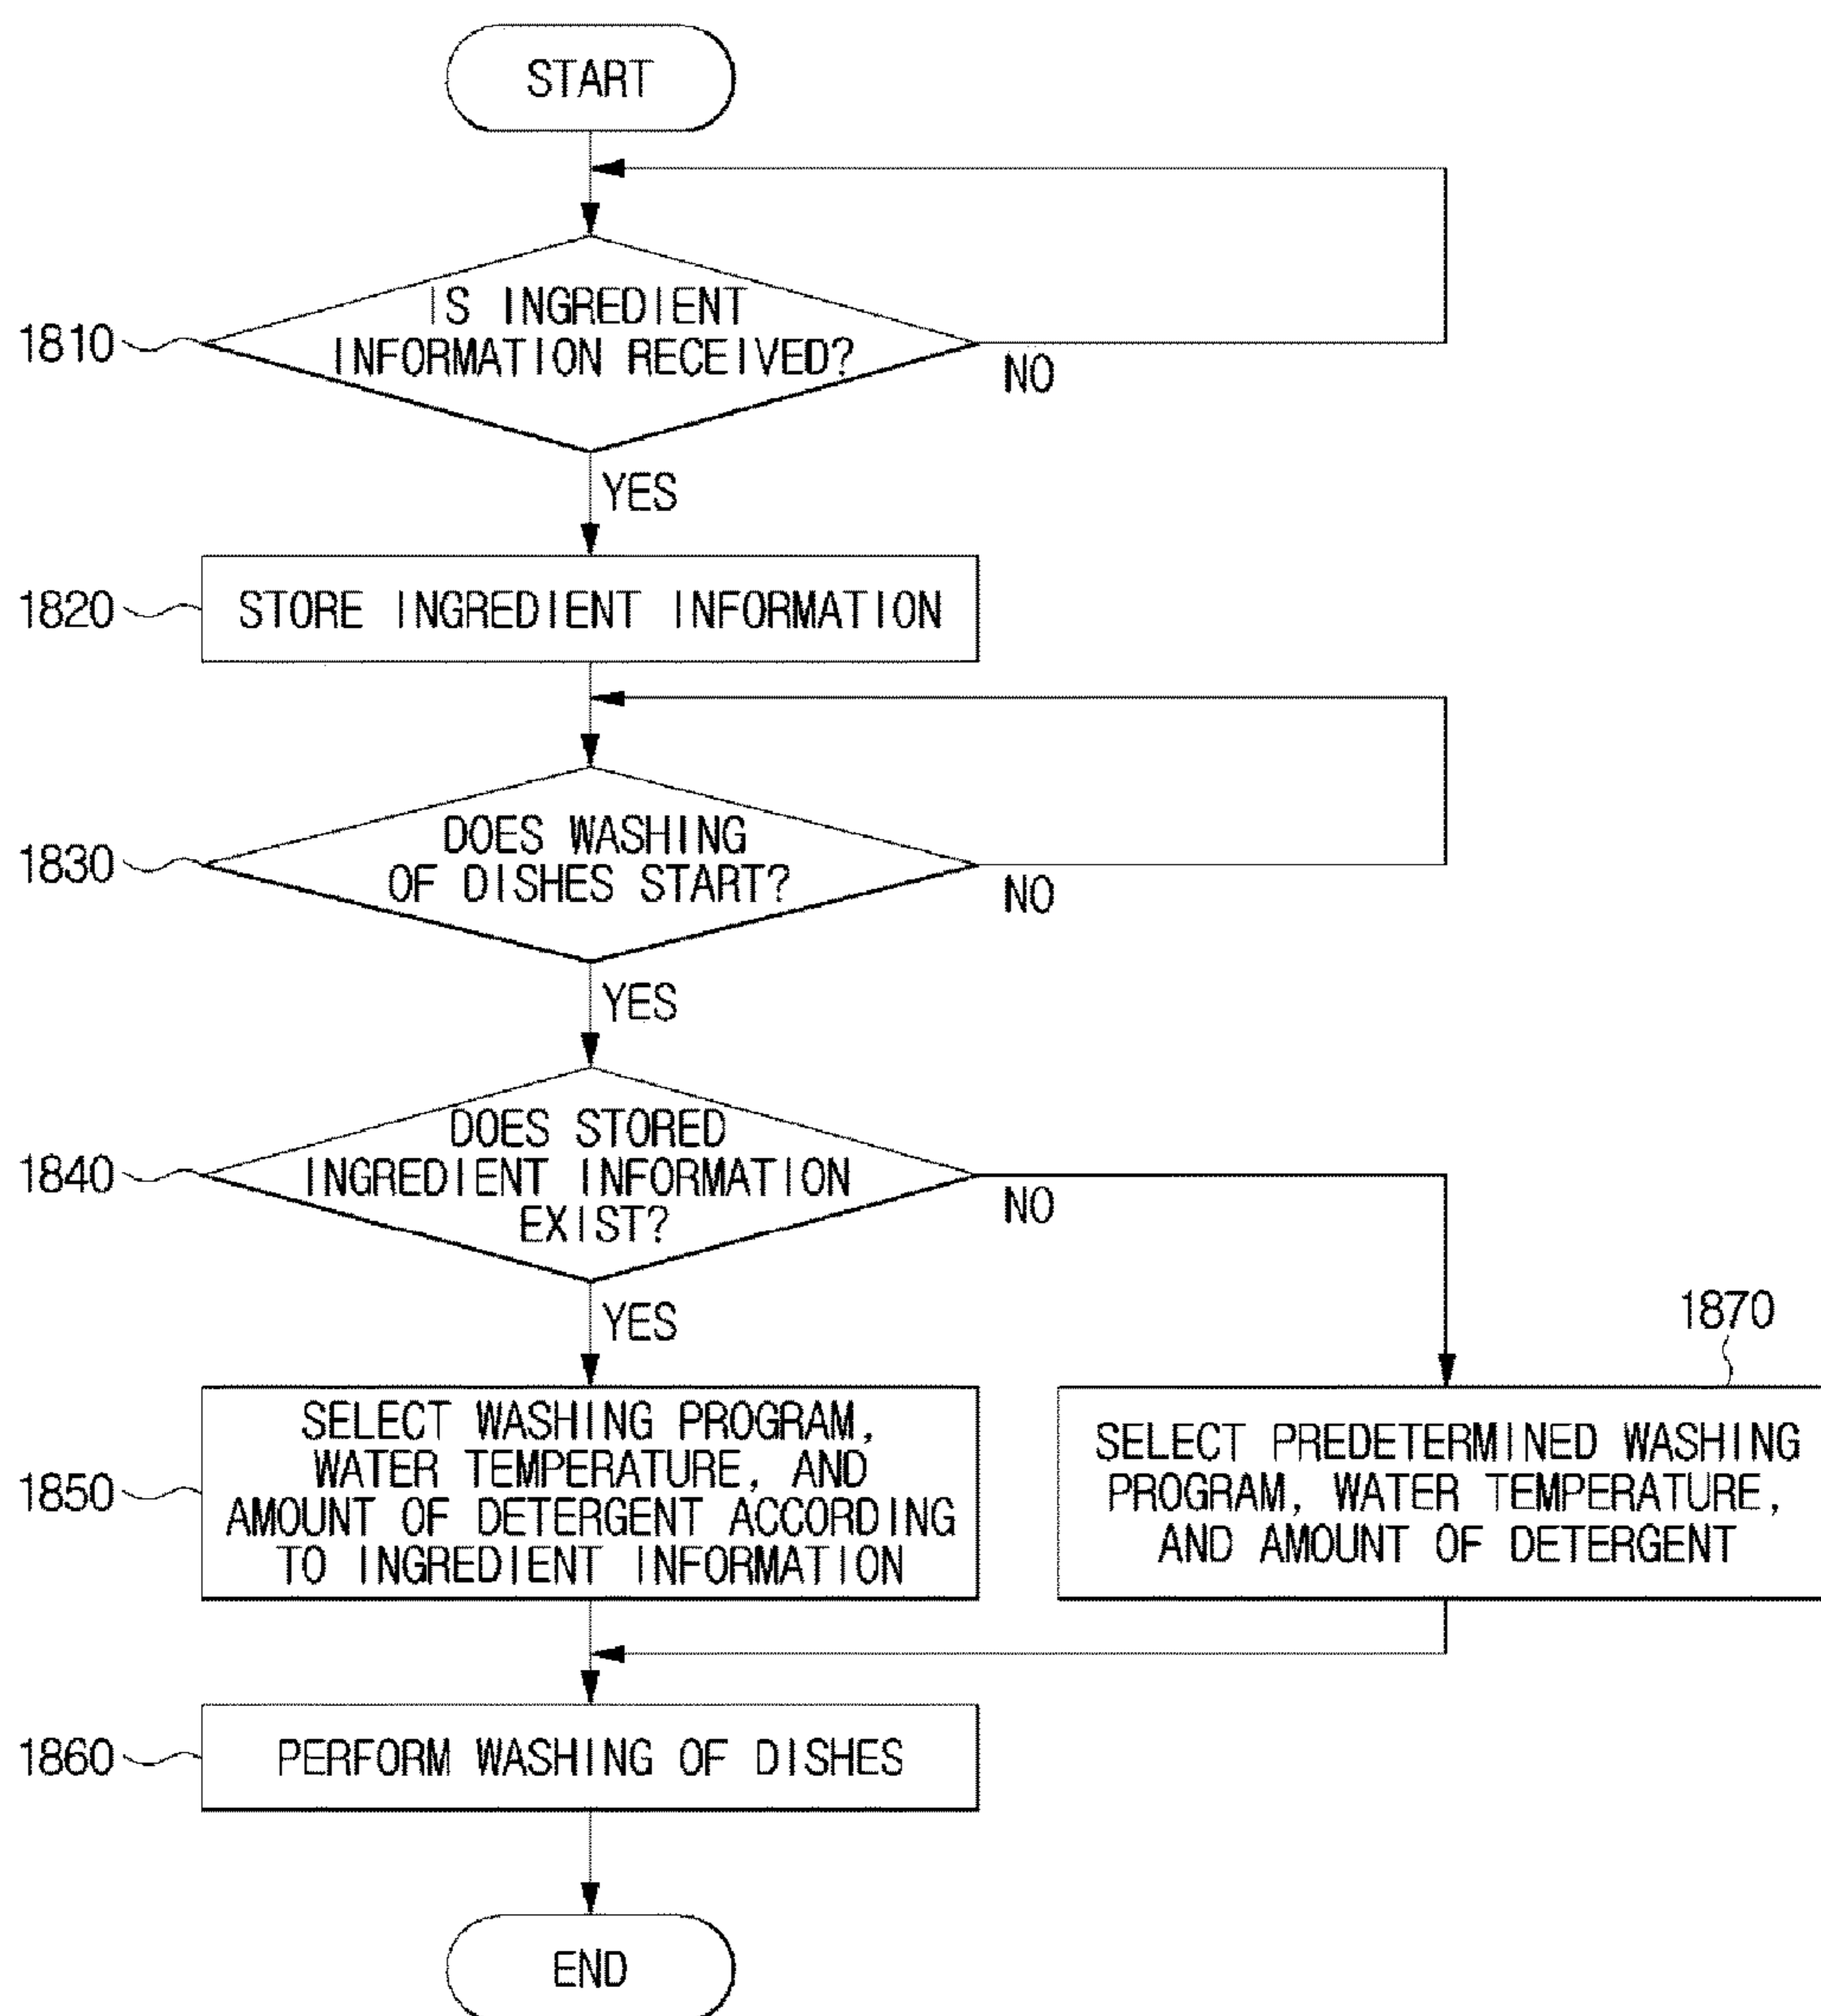 START
1810
IS INGREDIENT
INFORMATION RECEIVED?
NO
YES
1820
STORE INGREDIENT INFORMATION
1830
DOES WASHING
OF DISHES START?
NO
YES
1840
DOES STORED
INGREDIENT INFORMATION
EXIST?
NO
YES
1850
SELECT WASHING PROGRAM,
WATER TEMPERATURE, AND
AMOUNT OF DETERGENT ACCORDING
TO INGREDIENT INFORMATION
1870
SELECT PREDETERMINED WASHING
PROGRAM, WATER TEMPERATURE,
AND AMOUNT OF DETERGENT
1860
PERFORM WASHING OF DISHES
END